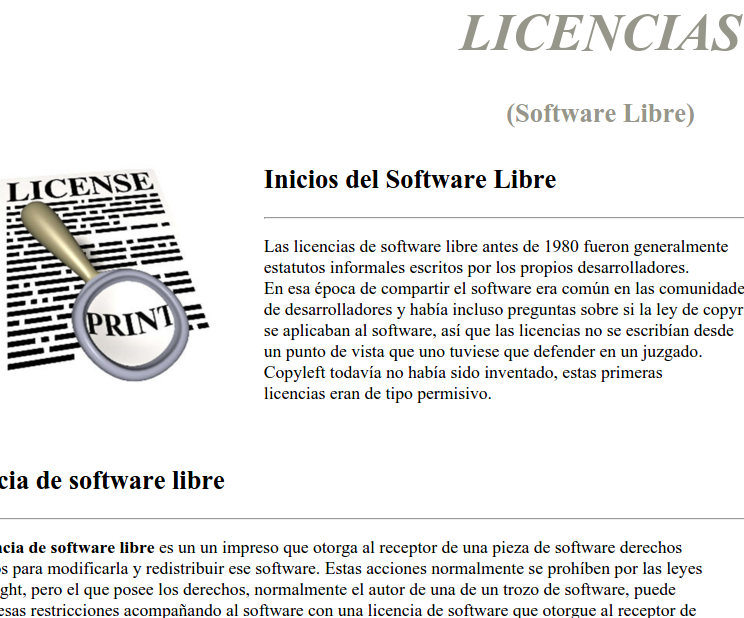 LICENCIAS
(Software Libre)
LICENSE
PRINT
Inicios del Software Libre
Las licencias de software libre antes de 1980 fueron generalmente
estatutos informales escritos por los propios desarrolladores.
En esa época de compartir el software era común en las comunidade
de desarrolladores y había incluso preguntas sobre si la ley de copyr
se aplicaban al software, así que las licencias no se escribían desde
un punto de vista que uno tuviese que defender en un juzgado.
Copyleft todavía no había sido inventado, estas primeras
licencias eran de tipo permisivo.
cia de software libre
ncia de software libre es un un impreso que otorga al receptor de una pieza de software derechos
s para modificarla y redistribuir ese software. Estas acciones normalmente se prohíben por las leyes
ght, pero el que posee los derechos, normalmente el autor de una de un trozo de software, puede
esas restricciones acompañando al software con una licencia de software que otorgue al receptor de